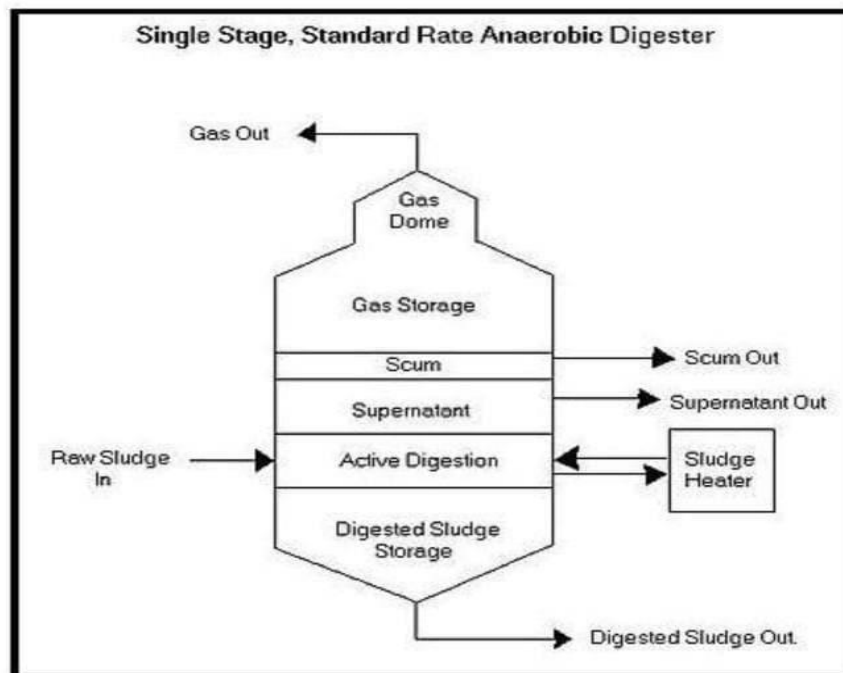 Single Stage, Standard Rate Anaerobic Digester
Gas Out
Gas
Dome
Gas Storage
Scum
Scum Out
Supernatant
Supernatant Out
Raw Sludge
In
Active Digestion
Sludge
Heater
Digested Sludge
Storage
Digested Sludge Out.